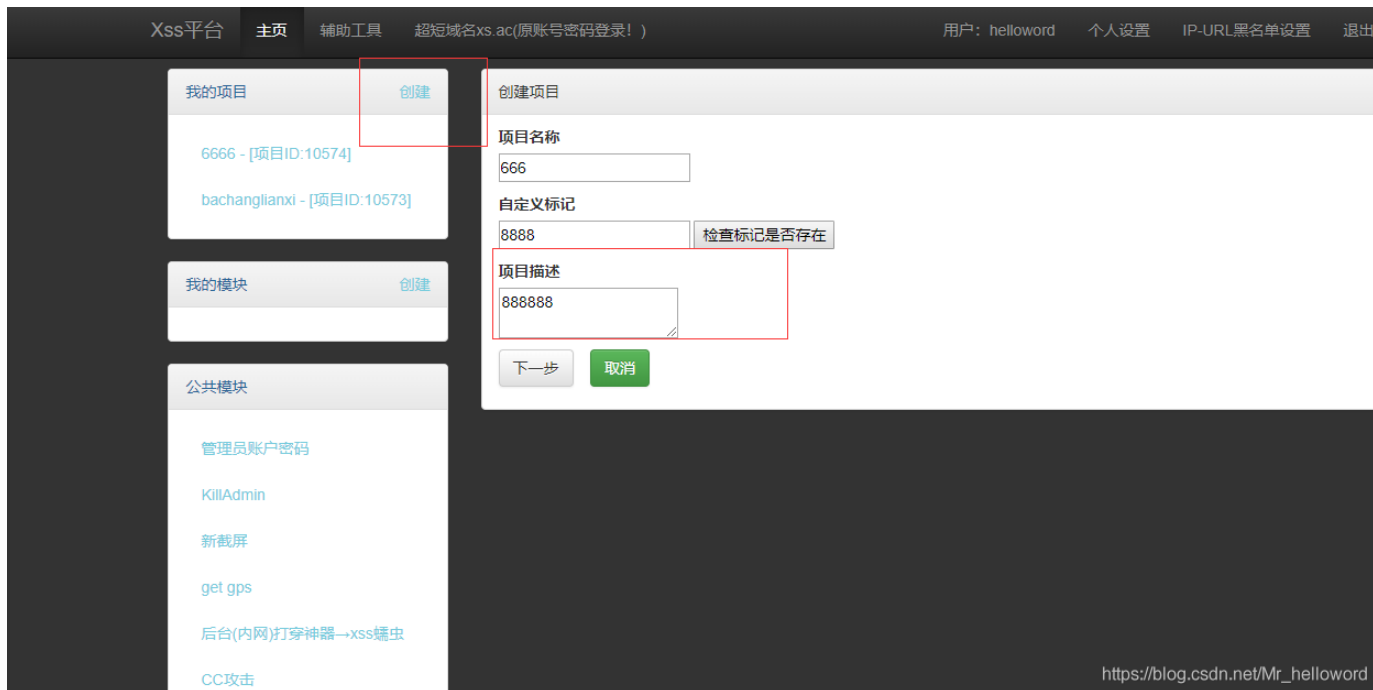 Xss平台 主页 辅助工具 超短域名xs.ac(原账号密码登录！) 用户：helloword 个人设置 IP-URL黑名单设置 退出
我的项目 创建
6666 - [项目ID:10574]
bachanglianxi - [项目ID:10573]
我的模块 创建
公共模块
管理员账户密码
KillAdmin
新截屏
get gps
后台(内网)打穿神器→xss蠕虫
CC攻击
创建项目
项目名称
666
自定义标记
8888 检查标记是否存在
项目描述
888888
下一步 取消
https://blog.csdn.net/Mr_helloword